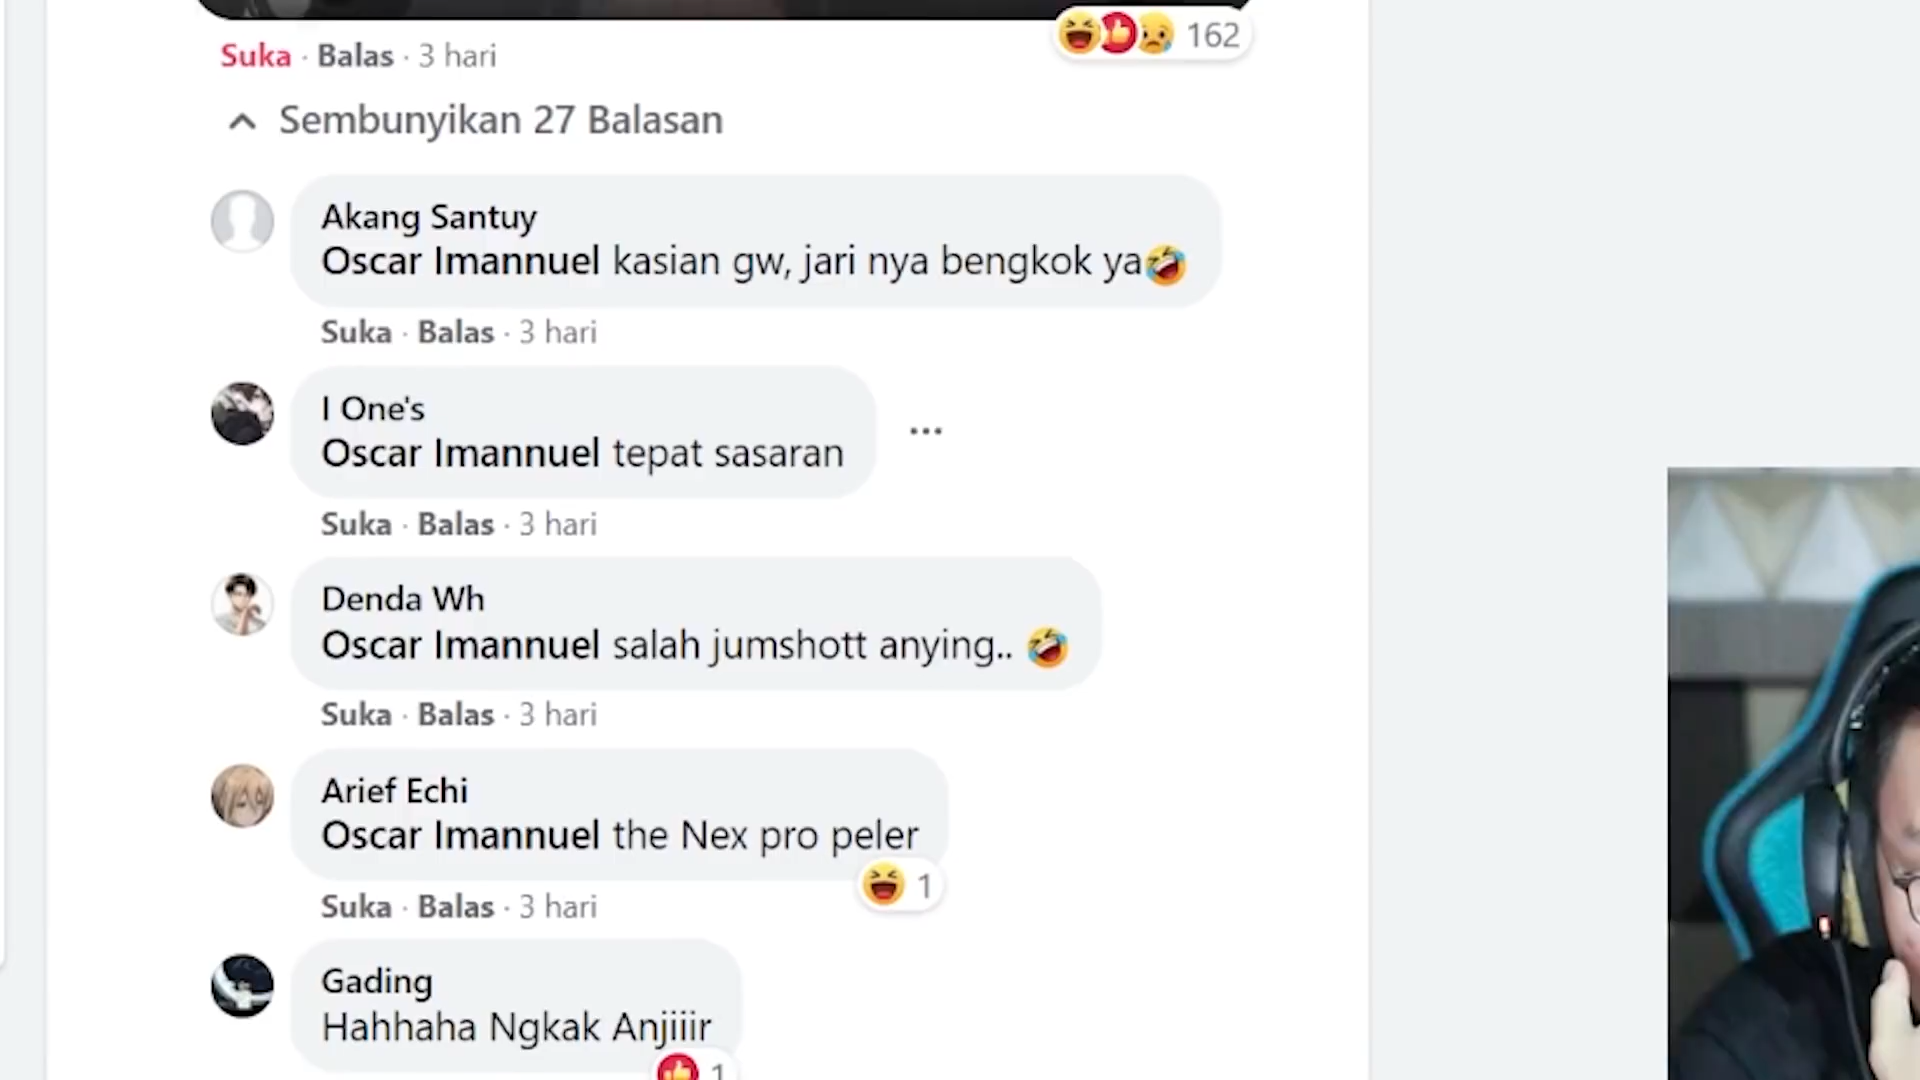 162
Suka · Balas · 3 hari
Sembunyikan 27 Balasan
Akang Santuy
Oscar Imannuel kasian gw, jari nya bengkok ya🤣
Suka · Balas · 3 hari
I One's
Oscar Imannuel tepat sasaran
Suka · Balas · 3 hari
Denda Wh
Oscar Imannuel salah jumshott anying.. 🤣
Suka · Balas · 3 hari
Arief Echi
Oscar Imannuel the Nex pro peler
1
Suka · Balas · 3 hari
Gading
Hahhaha Ngkak Anjiiir
1